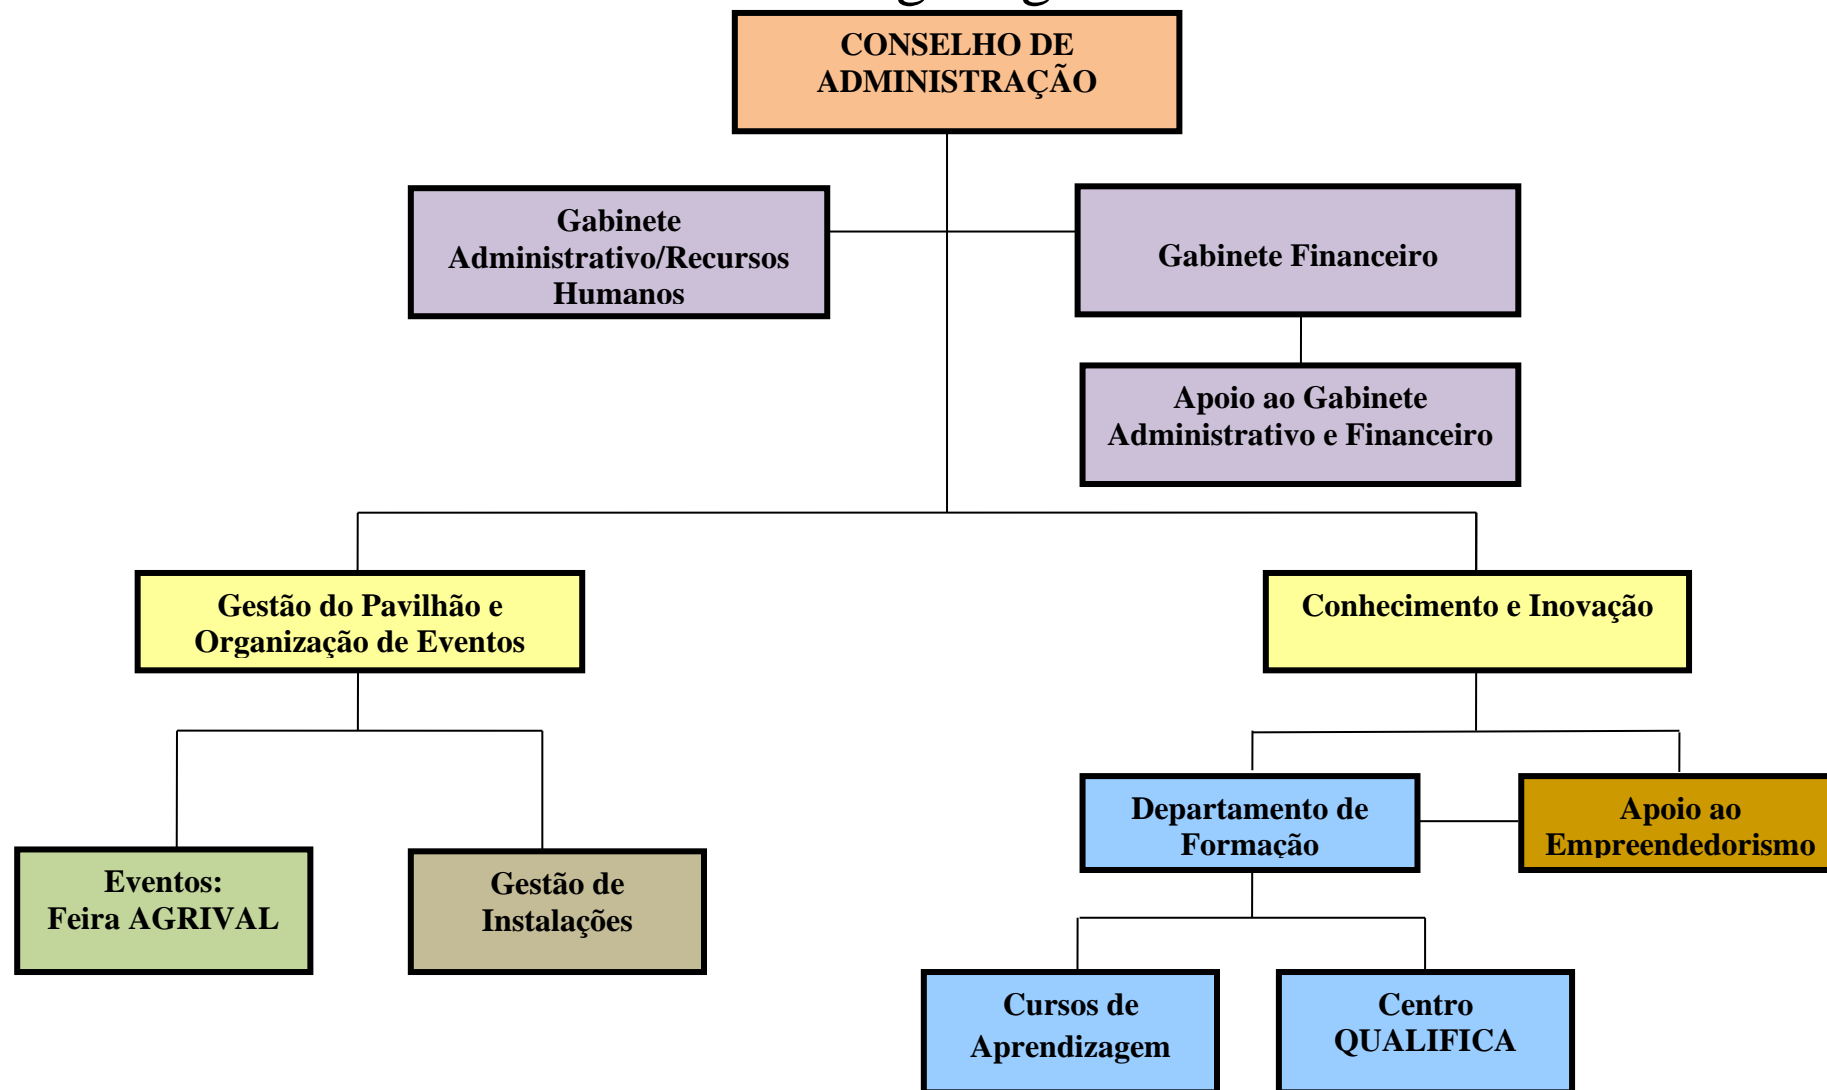 CONSELHO DE
ADMINISTRAÇÃO
Gabinete
Administrativo/Recursos
Humanos
Gabinete Financeiro
Apoio ao Gabinete
Administrativo e Financeiro
Gestão do Pavilhão e
Organização de Eventos
Conhecimento e Inovação
Departamento de
Formação
Apoio ao
Empreendedorismo
Eventos:
Feira AGRIVAL
Gestão de
Instalações
Cursos de
Aprendizagem
Centro
QUALIFICA